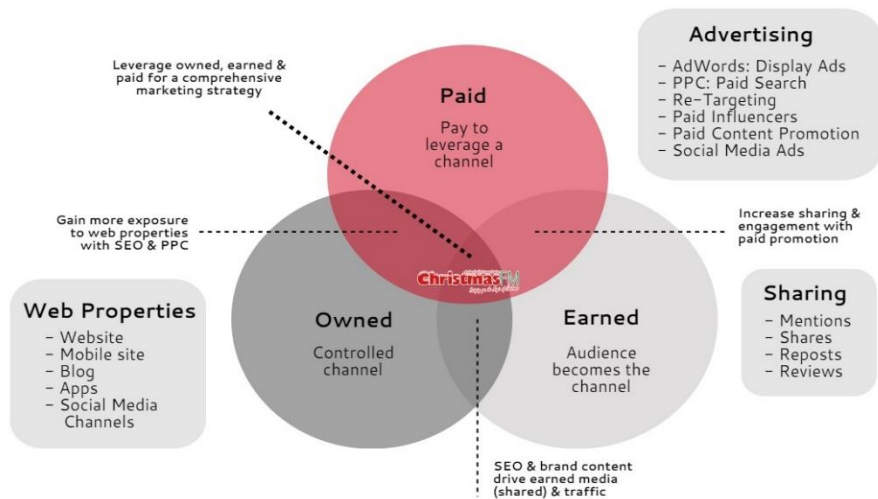 Leverage owned, earned &
paid for a comprehensive
marketing strategy
Paid
Pay to
leverage a
channel
Advertising
- AdWords: Display Ads
- PPC: Paid Search
- Re-Targeting
- Paid Influencers
- Paid Content Promotion
- Social Media Ads
Gain more exposure
to web properties
with SEO & PPC
Increase sharing &
engagement with
paid promotion
ChristmasFM
Web Properties
- Website
- Mobile site
- Blog
- Apps
- Social Media
Channels
Owned
Controlled
channel
Earned
Audience
becomes the
channel
Sharing
- Mentions
- Shares
- Reposts
- Reviews
SEO & brand content
drive earned media
(shared) & traffic